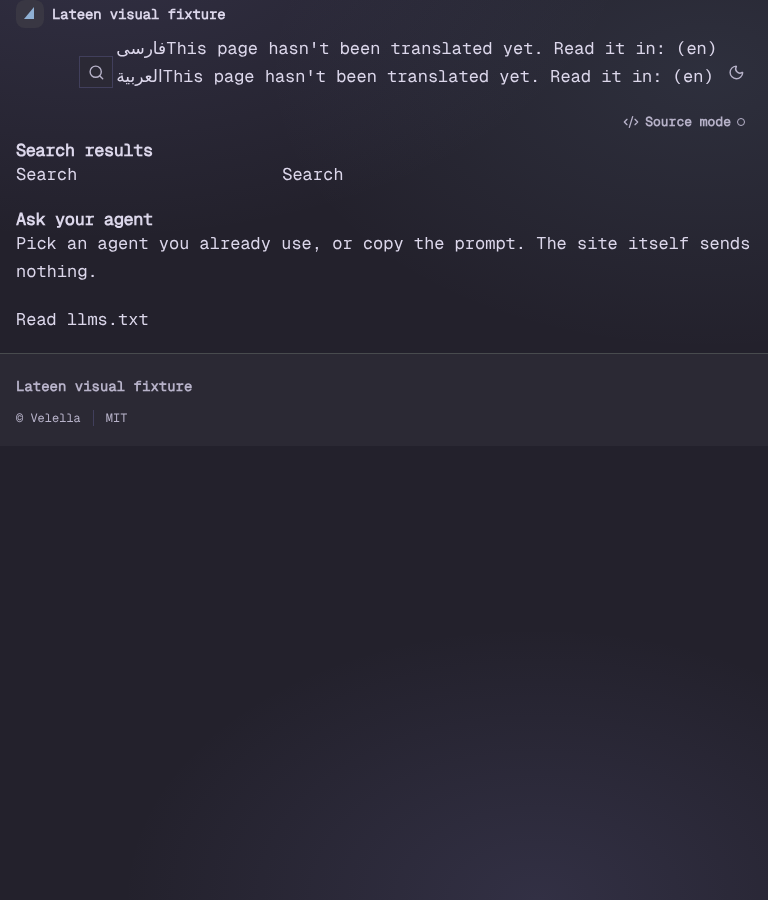 Lateen visual fixture
فارسیThis page hasn't been translated yet. Read it in: (en)
العربيةThis page hasn't been translated yet. Read it in: (en)
</> Source mode
Search results
Search
Search
Ask your agent
Pick an agent you already use, or copy the prompt. The site itself sends
nothing.
Read llms.txt
Lateen visual fixture
© Velella
MIT